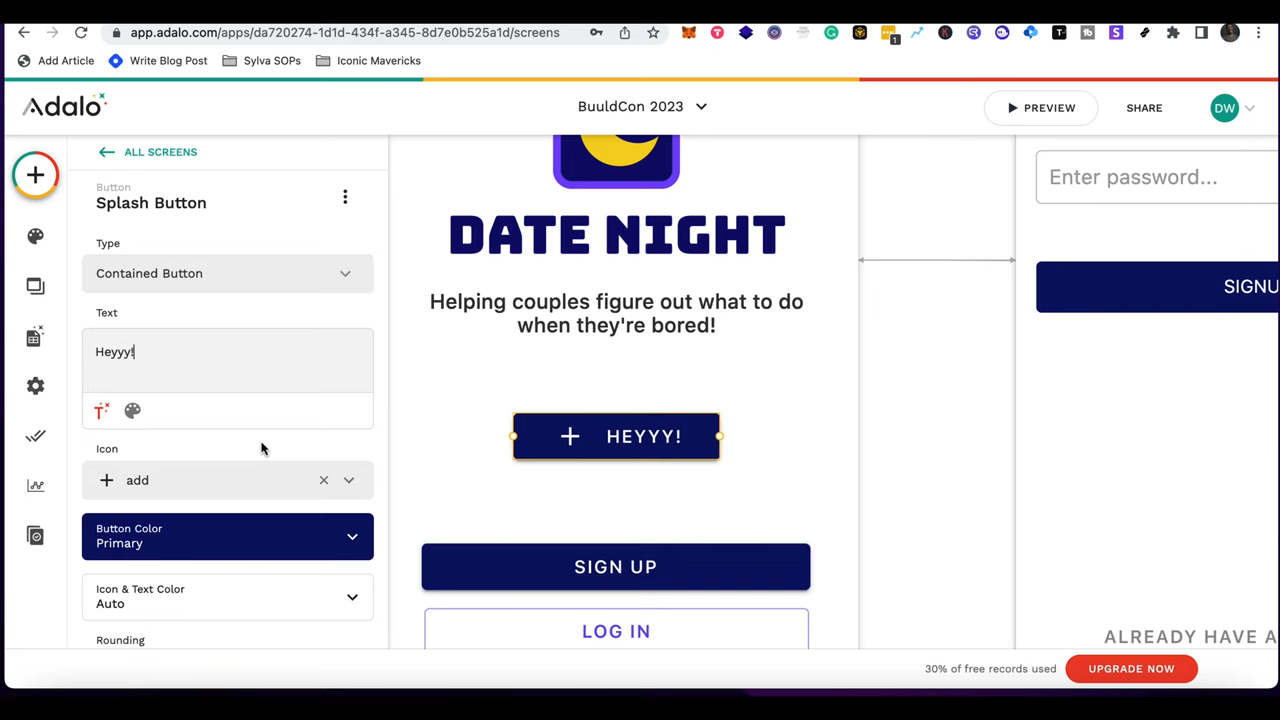 app.adalo.com/apps/da720274-1d1d-434f-a345-8d7e0b525a1d/screens
1
Add Article
Write Blog Post
Sylva SOPs
Iconic Mavericks
Adalo
BuuldCon 2023
PREVIEW
SHARE
DW
ALL SCREENS
Button
Splash Button
Type
Contained Button
Text
Heyyy!
Icon
add
Button Color
Primary
Icon & Text Color
Auto
Rounding
DATE NIGHT
Helping couples figure out what to do
when they're bored!
HEYYY!
SIGN UP
LOG IN
Enter password...
SIGNU
ALREADY HAVE A
30% of free records used
UPGRADE NOW